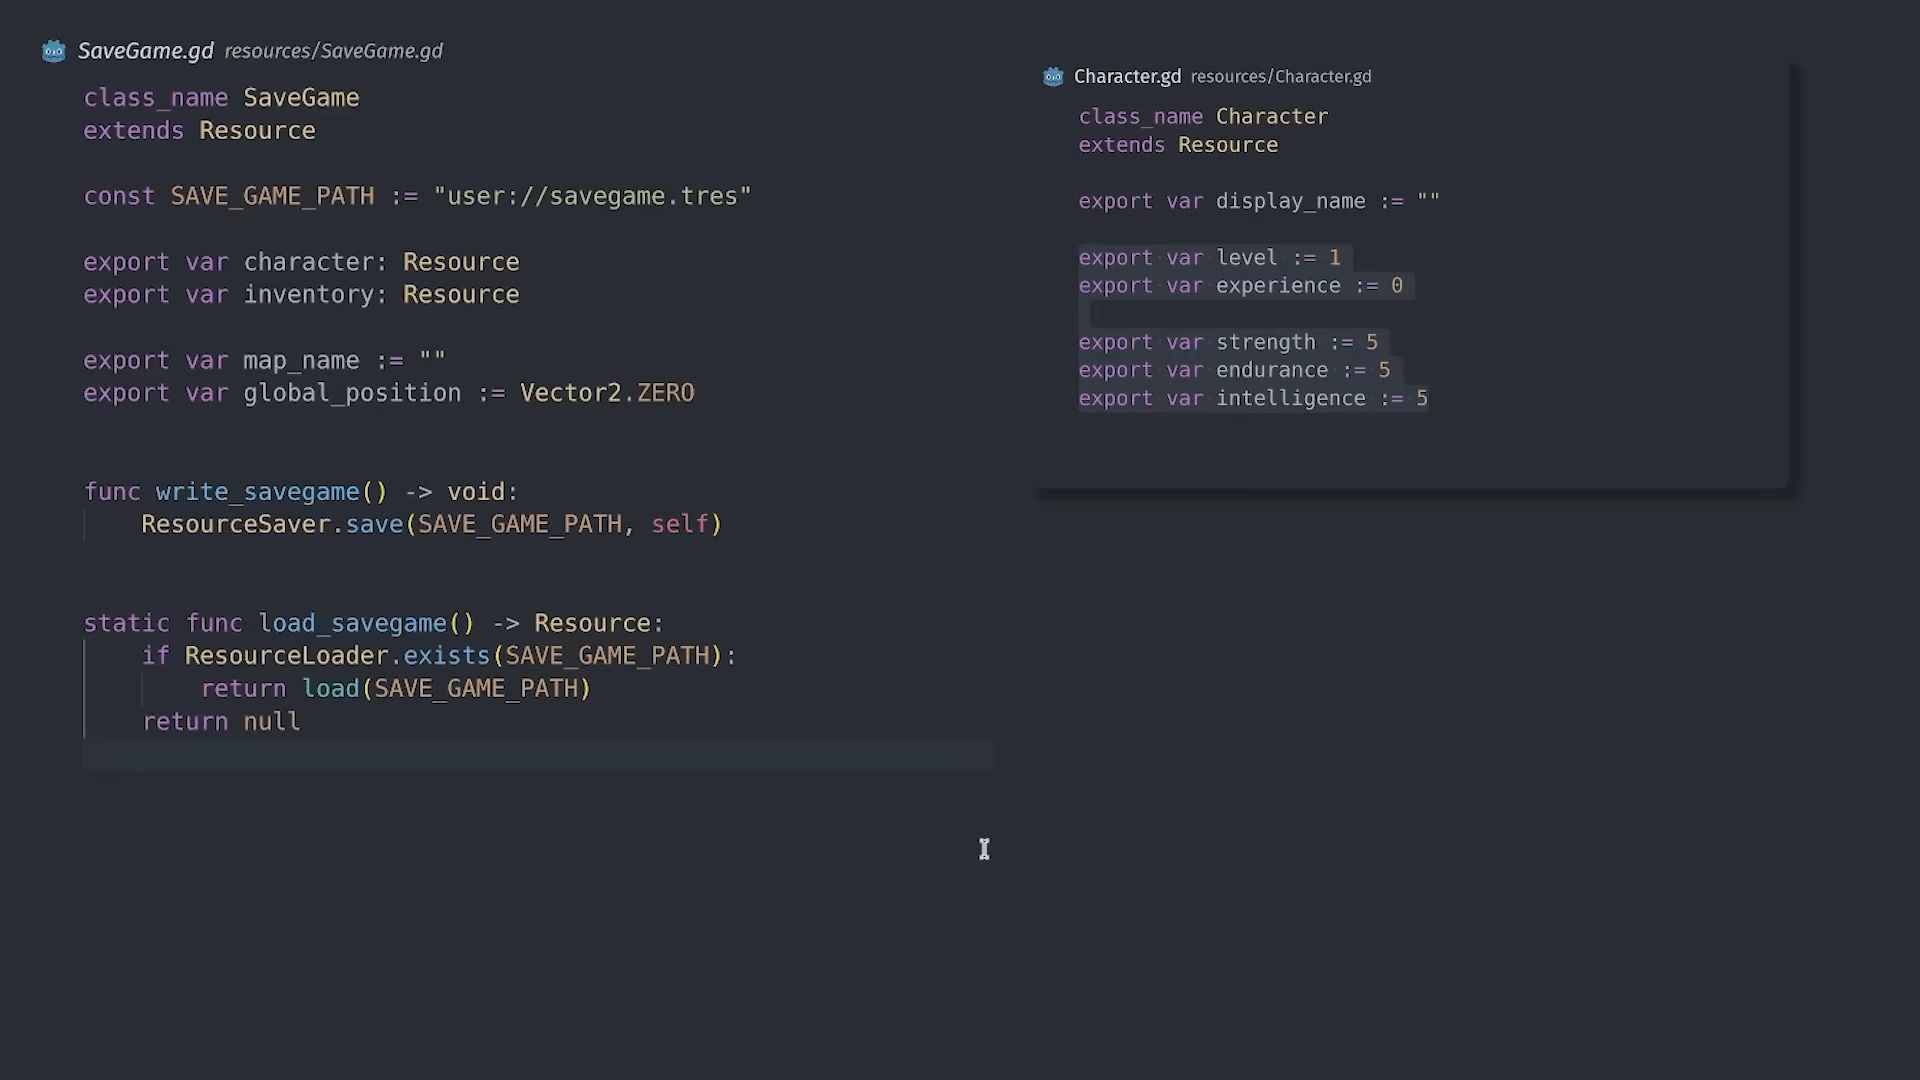 SaveGame.gd resources/SaveGame.gd
class_name SaveGame
extends Resource
const SAVE_GAME_PATH := "user://savegame.tres"
export var character: Resource
export var inventory: Resource
export var map_name := ""
export var global_position := Vector2.ZERO
func write_savegame() -> void:
ResourceSaver.save(SAVE_GAME_PATH, self)
static func load_savegame() -> Resource:
if ResourceLoader.exists(SAVE_GAME_PATH):
return load(SAVE_GAME_PATH)
return null
Character.gd resources/Character.gd
class_name Character
extends Resource
export var display_name := ""
export var level := 1
export var experience := 0
export var strength := 5
export var endurance := 5
export var intelligence := 5